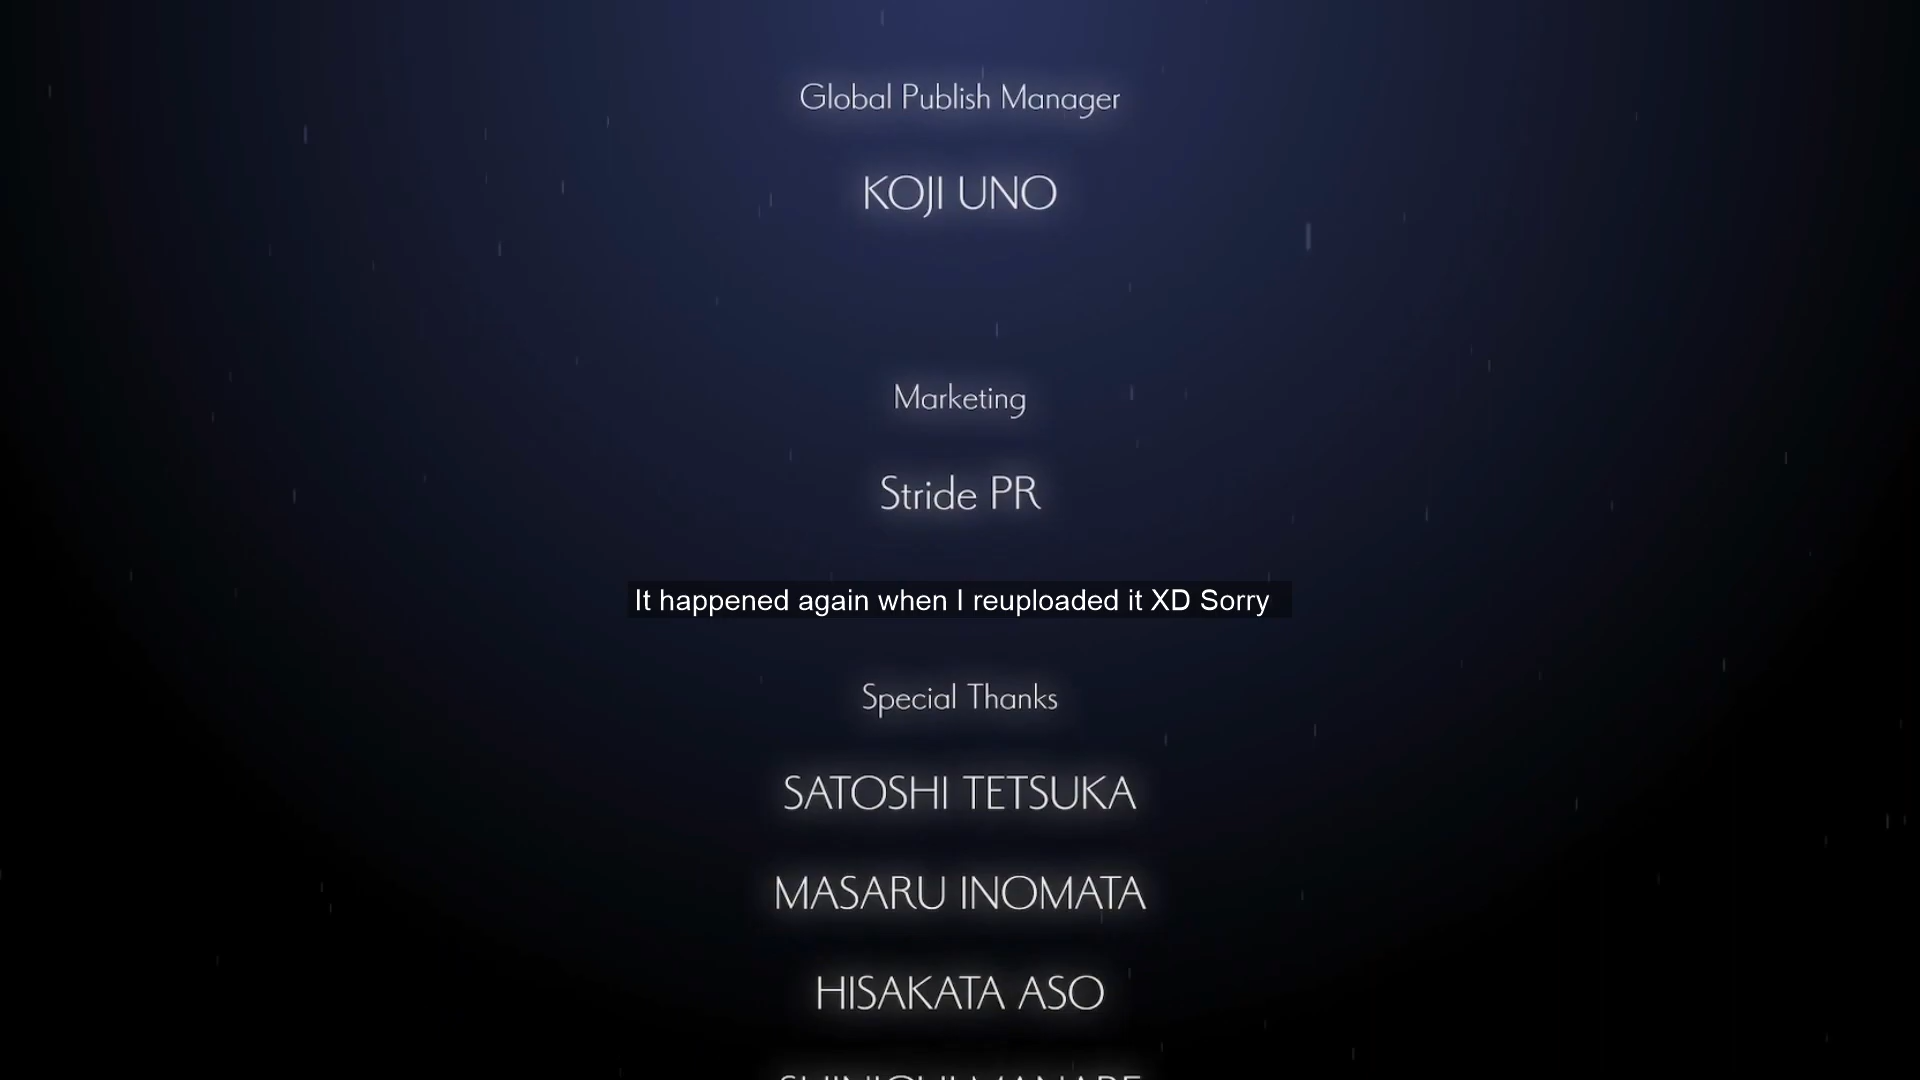 Global Publish Manager
KOJI UNO
Marketing
Stride PR
It happened again when I reuploaded it XD Sorry
Special Thanks
SATOSHI TETSUKA
MASARU INOMATA
HISAKATA ASO